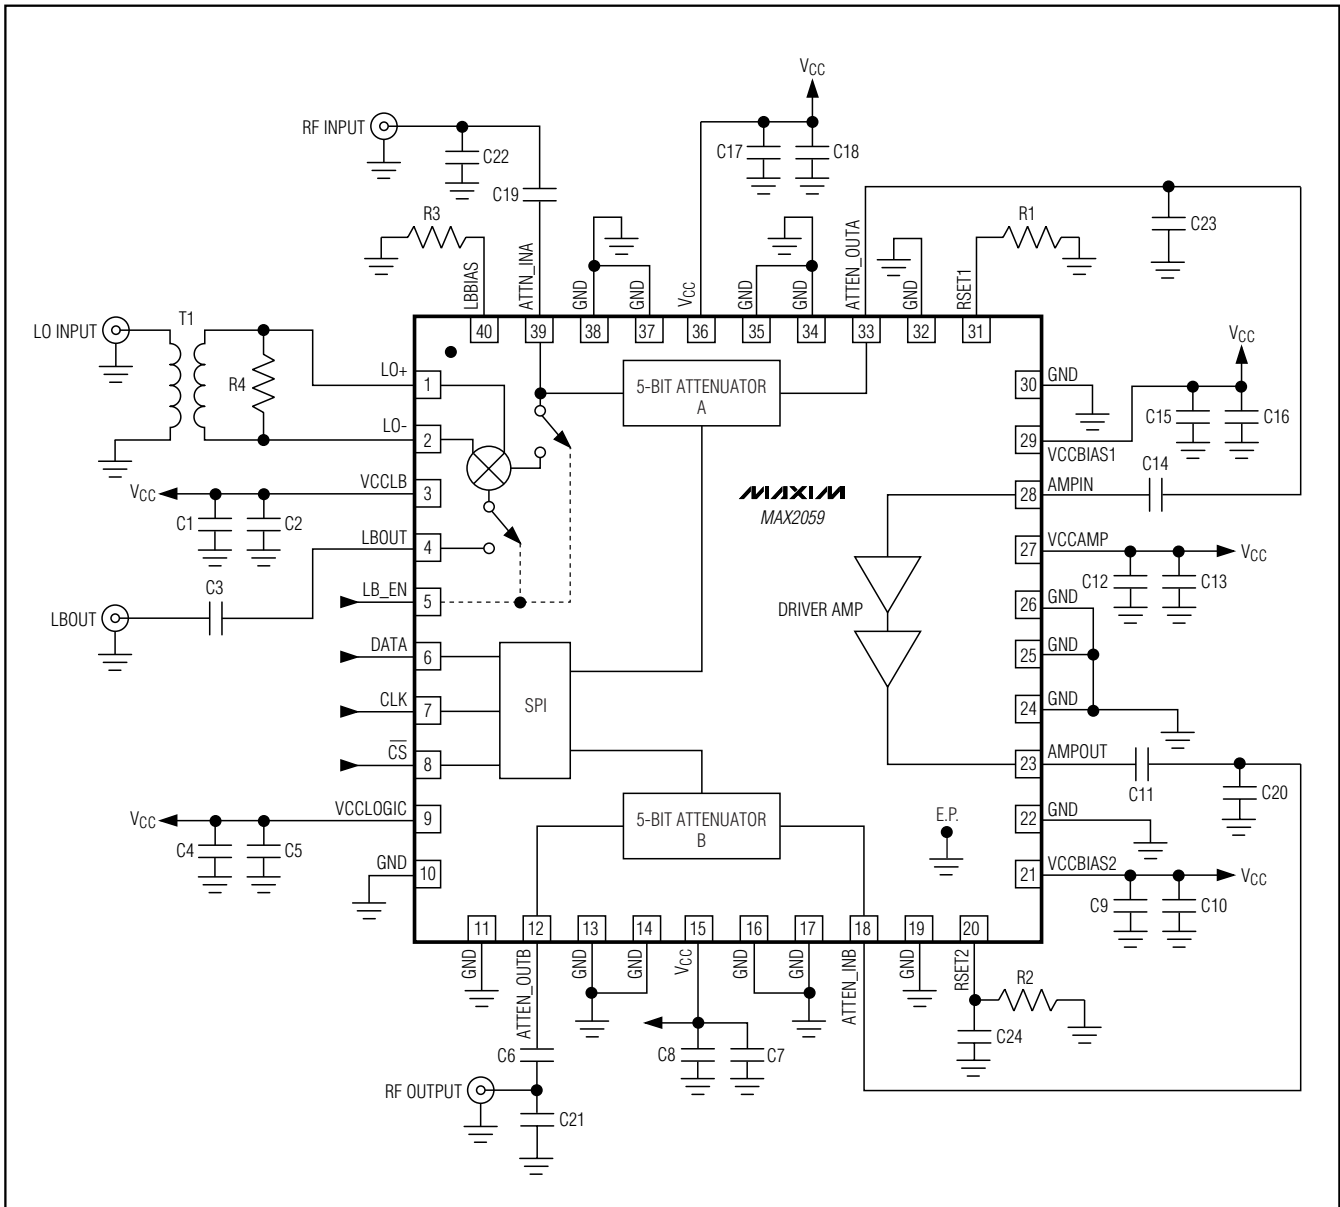 VCC
RF INPUT
C22
C17
C18
C19
R3
R1
C23
LBBIAS
ATTN_INA
GND
GND
VCC
GND
GND
ATTEN_OUTA
GND
RSET1
40
39
38
37
36
35
34
33
32
31
LO INPUT
T1
R4
LO+
1
5-BIT ATTENUATOR
A
30
GND
VCC
C15
C16
LO-
2
29
VCCBIAS1
VCC
VCCLB
3
C1
C2
MAXIM
MAX2059
28
AMPIN
C14
LBOUT
4
27
VCCAMP
VCC
C12
C13
C3
LBOUT
LB_EN
5
DRIVER AMP
26
GND
DATA
6
25
GND
CLK
7
SPI
24
GND
CS
8
23
AMPOUT
C11
C20
VCC
VCCLOGIC
9
C4
C5
5-BIT ATTENUATOR
B
E.P.
22
GND
GND
10
21
VCCBIAS2
VCC
C9
C10
11
12
13
14
15
16
17
18
19
20
GND
ATTEN_OUTB
GND
GND
VCC
GND
GND
ATTEN_INB
GND
RSET2
R2
C24
C6
C8
C7
RF OUTPUT
C21